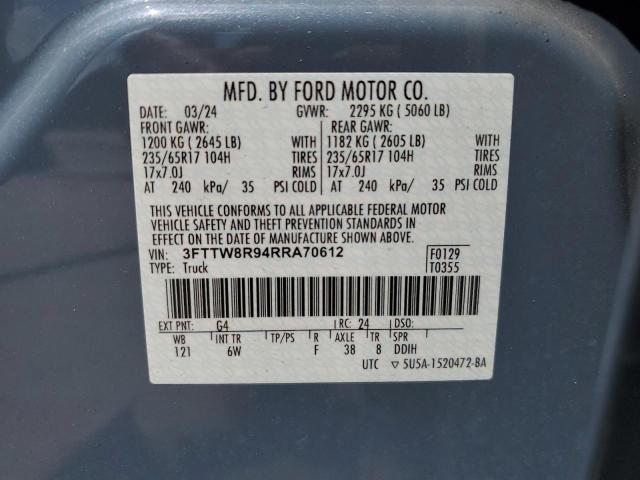 MFD. BY FORD MOTOR CO.
DATE: 03/24 GVWR: 2295 KG ( 5060 LB)
FRONT GAWR: REAR GAWR:
1200 KG ( 2645 LB) WITH 1182 KG ( 2605 LB) WITH
235/65R17 104H TIRES 235/65R17 104H TIRES
17x7.0J RIMS 17x7.0J RIMS
AT 240 kPa/ 35 PSI COLD AT 240 kPa/ 35 PSI COLD
THIS VEHICLE CONFORMS TO ALL APPLICABLE FEDERAL MOTOR
VEHICLE SAFETY AND THEFT PREVENTION STANDARDS IN
EFFECT ON THE DATE OF MANUFACTURE SHOWN ABOVE.
VIN: 3FTTW8R94RRA70612 F0129
TYPE: Truck T0355
EXT PNT: G4 RC: 24 DSO:
WB INT TR TP/PS R AXLE TR SPR
121 6W F 38 8 DDIH
UTC ▽ 5U5A-1520472-BA